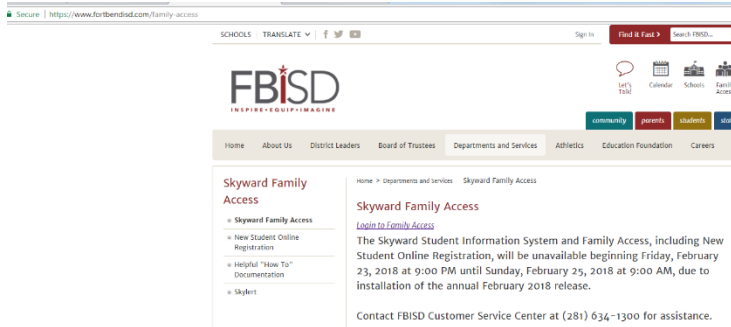 Secure | https://www.fortbendisd.com/family-access
SCHOOLS TRANSLATE Sign In Find it Fast > Search FBISD...
FBISD
INSPIRE•EQUIP•IMAGINE
Let's Talk! Calendar Schools
community parents students
Home About Us District Leaders Board of Trustees Departments and Services Athletics Education Foundation Careers
Skyward Family Access
Skyward Family Access
New Student Online Registration
Helpful "How To" Documentation
Skylert
Home > Departments and Services Skyward Family Access
Skyward Family Access
Login to Family Access
The Skyward Student Information System and Family Access, including New
Student Online Registration, will be unavailable beginning Friday, February
23, 2018 at 9:00 PM until Sunday, February 25, 2018 at 9:00 AM, due to
installation of the annual February 2018 release.
Contact FBISD Customer Service Center at (281) 634-1300 for assistance.